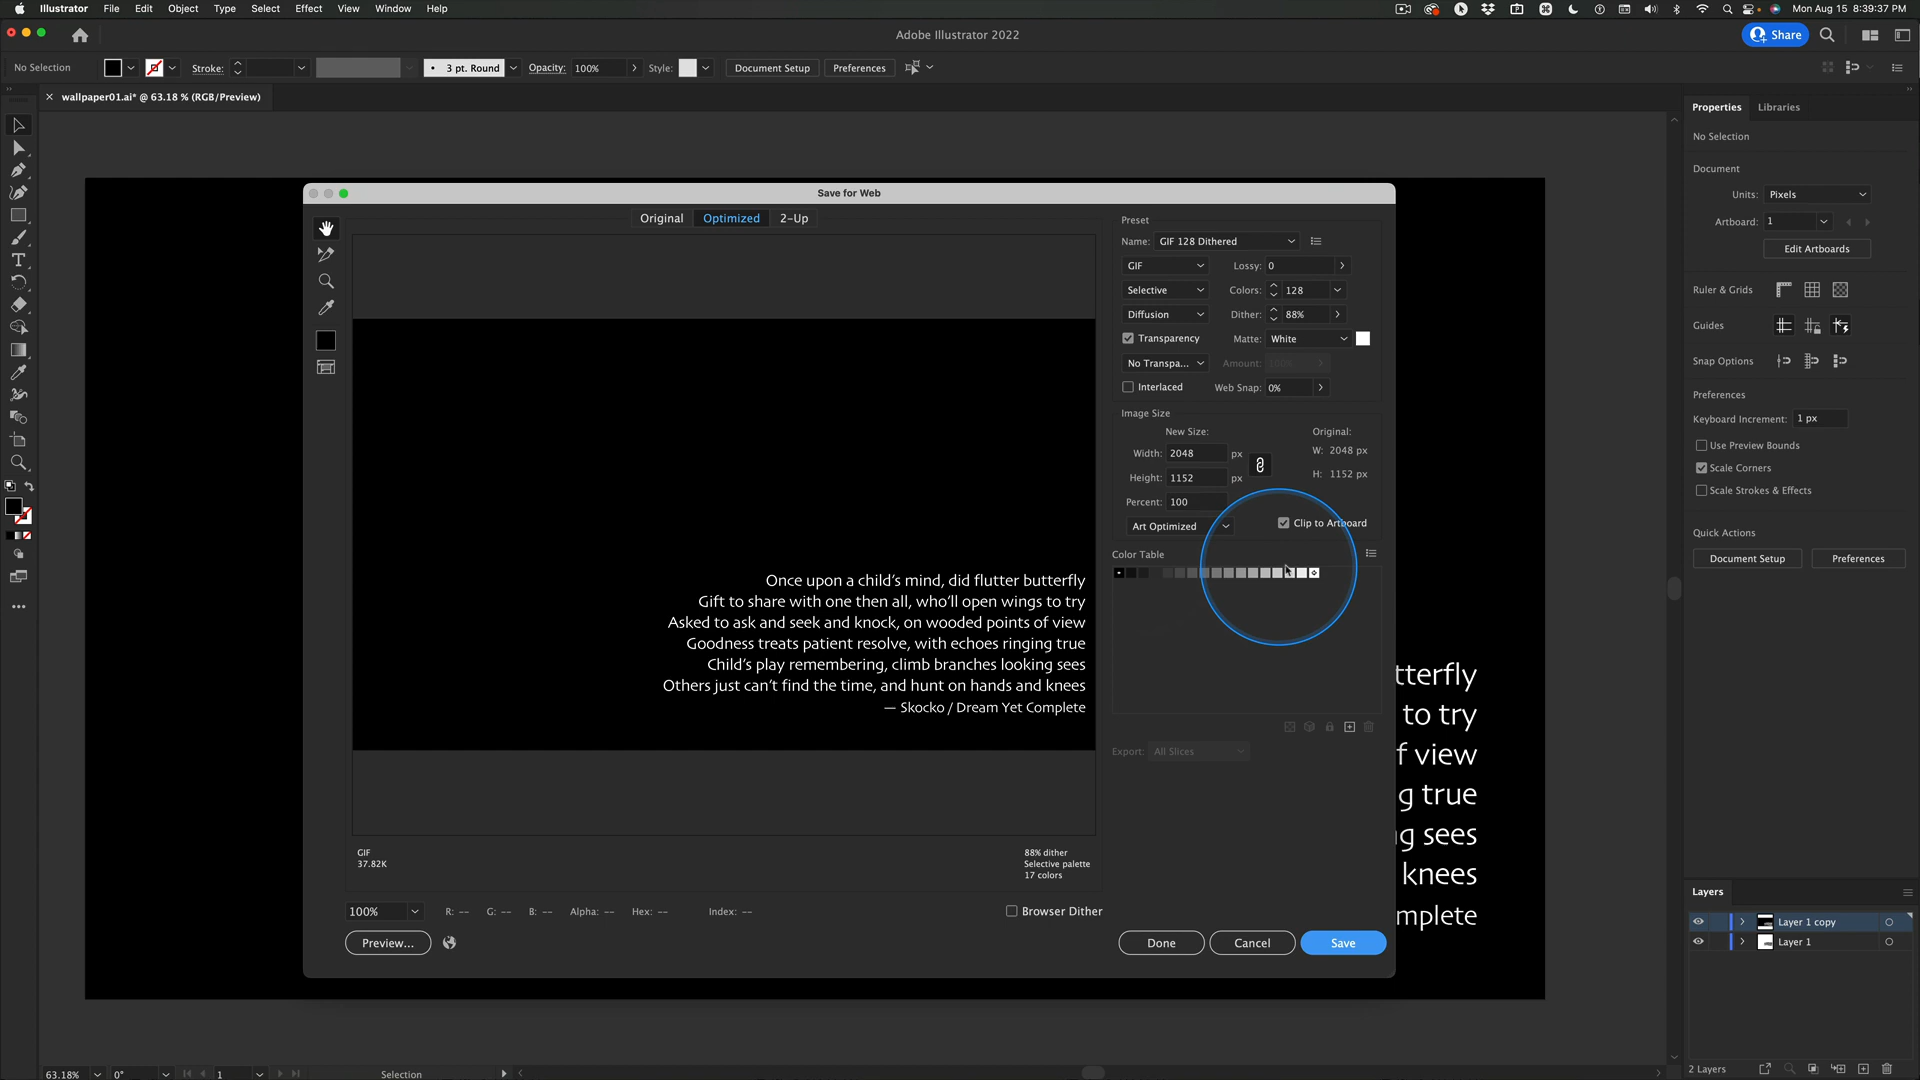 Illustrator File Edit Object Type Select Effect View Window Help
Mon Aug 15 8:39:37 PM
Adobe Illustrator 2022
Share
No Selection
Stroke:
3 pt. Round
Opacity: 100%
Style:
Document Setup
Preferences
wallpaper01.ai* @ 63.18 % (RGB/Preview)
Properties Libraries
No Selection
Document
Units: Pixels
Artboard: 1
Edit Artboards
Ruler & Grids
Guides
Snap Options
Preferences
Keyboard Increment: 1 px
Use Preview Bounds
Scale Corners
Scale Strokes & Effects
Quick Actions
Document Setup
Preferences
Save for Web
Original Optimized 2-Up
Preset
Name: GIF 128 Dithered
GIF
Lossy: 0
Selective
Colors: 128
Diffusion
Dither: 88%
Transparency
Matte: White
No Transpa...
Amount: 100%
Interlaced
Web Snap: 0%
Image Size
New Size:
Original:
Width: 2048 px
W: 2048 px
Height: 1152 px
H: 1152 px
Percent: 100
Art Optimized
Clip to Artboard
Color Table
Export: All Slices
Once upon a child's mind, did flutter butterfly
Gift to share with one then all, who'll open wings to try
Asked to ask and seek and knock, on wooded points of view
Goodness treats patient resolve, with echoes ringing true
Child's play remembering, climb branches looking sees
Others just can't find the time, and hunt on hands and knees
— Skocko / Dream Yet Complete
GIF
37.82K
88% dither
Selective palette
17 colors
100%
R: -- G: -- B: -- Alpha: -- Hex: -- Index: --
Browser Dither
Preview...
Done
Cancel
Save
tterfly
to try
f view
g true
g sees
knees
mplete
Layers
Layer 1 copy
Layer 1
2 Layers
63.18%
0°
1
Selection